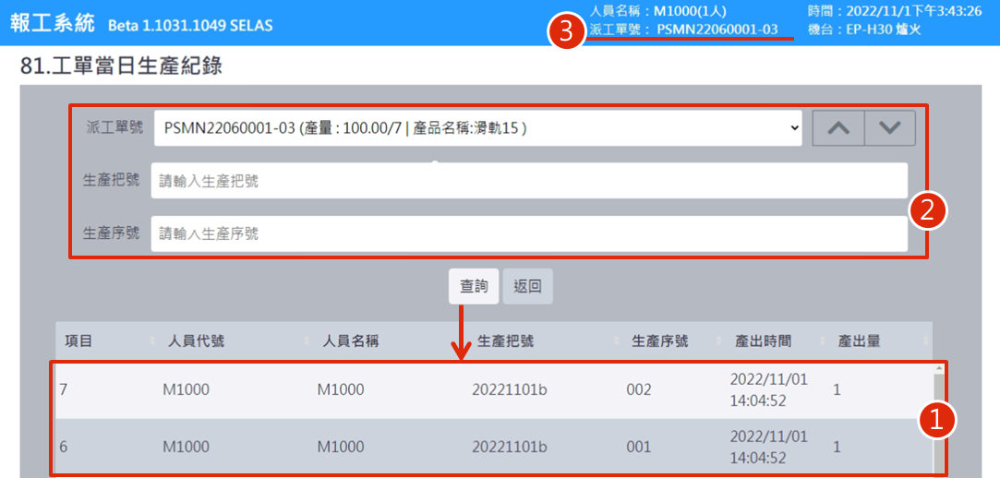 報工系統 Beta 1.1031.1049 SELAS
人員名稱：M1000(1人)
派工單號： PSMN22060001-03
時間：2022/11/1下午3:43:26
機台：EP-H30 爐火
3
81.工單當日生產紀錄
派工單號 PSMN22060001-03 (產量 : 100.00/7 | 產品名稱:滑軌15 )
生產把號 請輸入生產把號
2
生產序號 請輸入生產序號
查詢 返回
項目 人員代號 人員名稱 生產把號 生產序號 產出時間 產出量
7 M1000 M1000 20221101b 002 2022/11/01 14:04:52 1
1
6 M1000 M1000 20221101b 001 2022/11/01 14:04:52 1